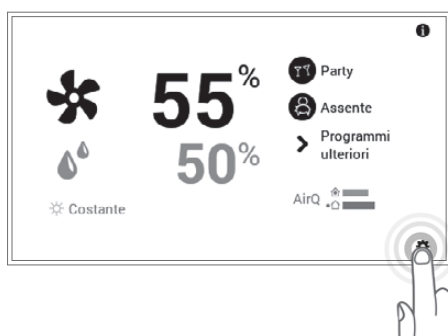 55%
Party
Assente
50%
Programmi
ulteriori
AirQ
Costante